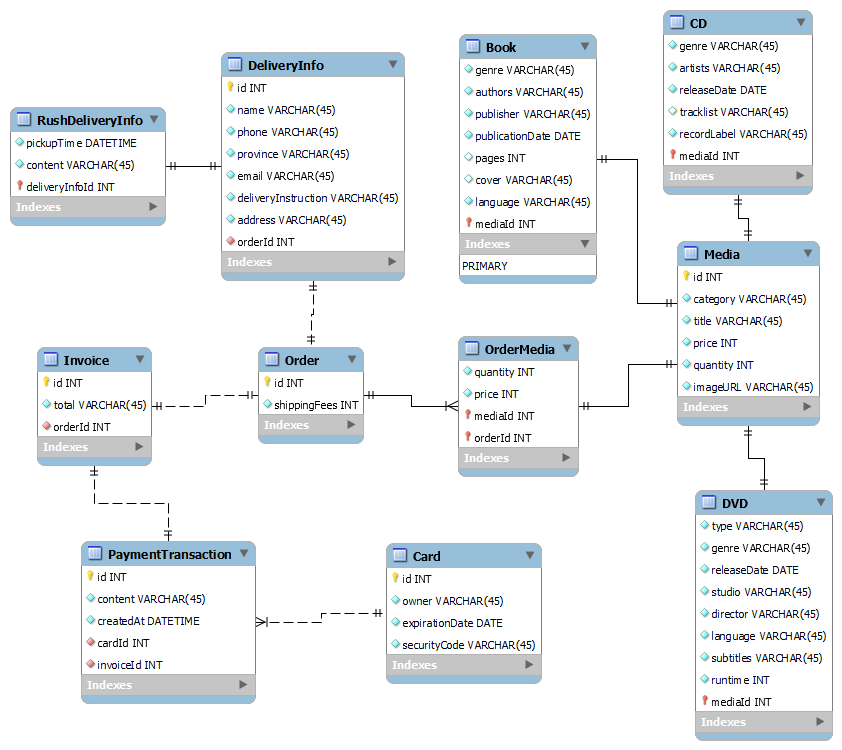 CD
genre VARCHAR(45)
artists VARCHAR(45)
releaseDate DATE
tracklist VARCHAR(45)
recordLabel VARCHAR(45)
mediaId INT
Indexes
Book
genre VARCHAR(45)
authors VARCHAR(45)
publisher VARCHAR(45)
publicationDate DATE
pages INT
cover VARCHAR(45)
language VARCHAR(45)
mediaId INT
Indexes
PRIMARY
DeliveryInfo
id INT
name VARCHAR(45)
phone VARCHAR(45)
province VARCHAR(45)
email VARCHAR(45)
deliveryInstruction VARCHAR(45)
address VARCHAR(45)
orderId INT
Indexes
RushDeliveryInfo
pickupTime DATETIME
content VARCHAR(45)
deliveryInfoId INT
Indexes
Media
id INT
category VARCHAR(45)
title VARCHAR(45)
price INT
quantity INT
imageURL VARCHAR(45)
Indexes
OrderMedia
quantity INT
price INT
mediaId INT
orderId INT
Indexes
Order
id INT
shippingFees INT
Indexes
Invoice
id INT
total VARCHAR(45)
orderId INT
Indexes
DVD
type VARCHAR(45)
genre VARCHAR(45)
releaseDate DATE
studio VARCHAR(45)
director VARCHAR(45)
language VARCHAR(45)
subtitles VARCHAR(45)
runtime INT
mediaId INT
Indexes
PaymentTransaction
id INT
content VARCHAR(45)
createdAt DATETIME
cardId INT
invoiceId INT
Indexes
Card
id INT
owner VARCHAR(45)
expirationDate DATE
securityCode VARCHAR(45)
Indexes